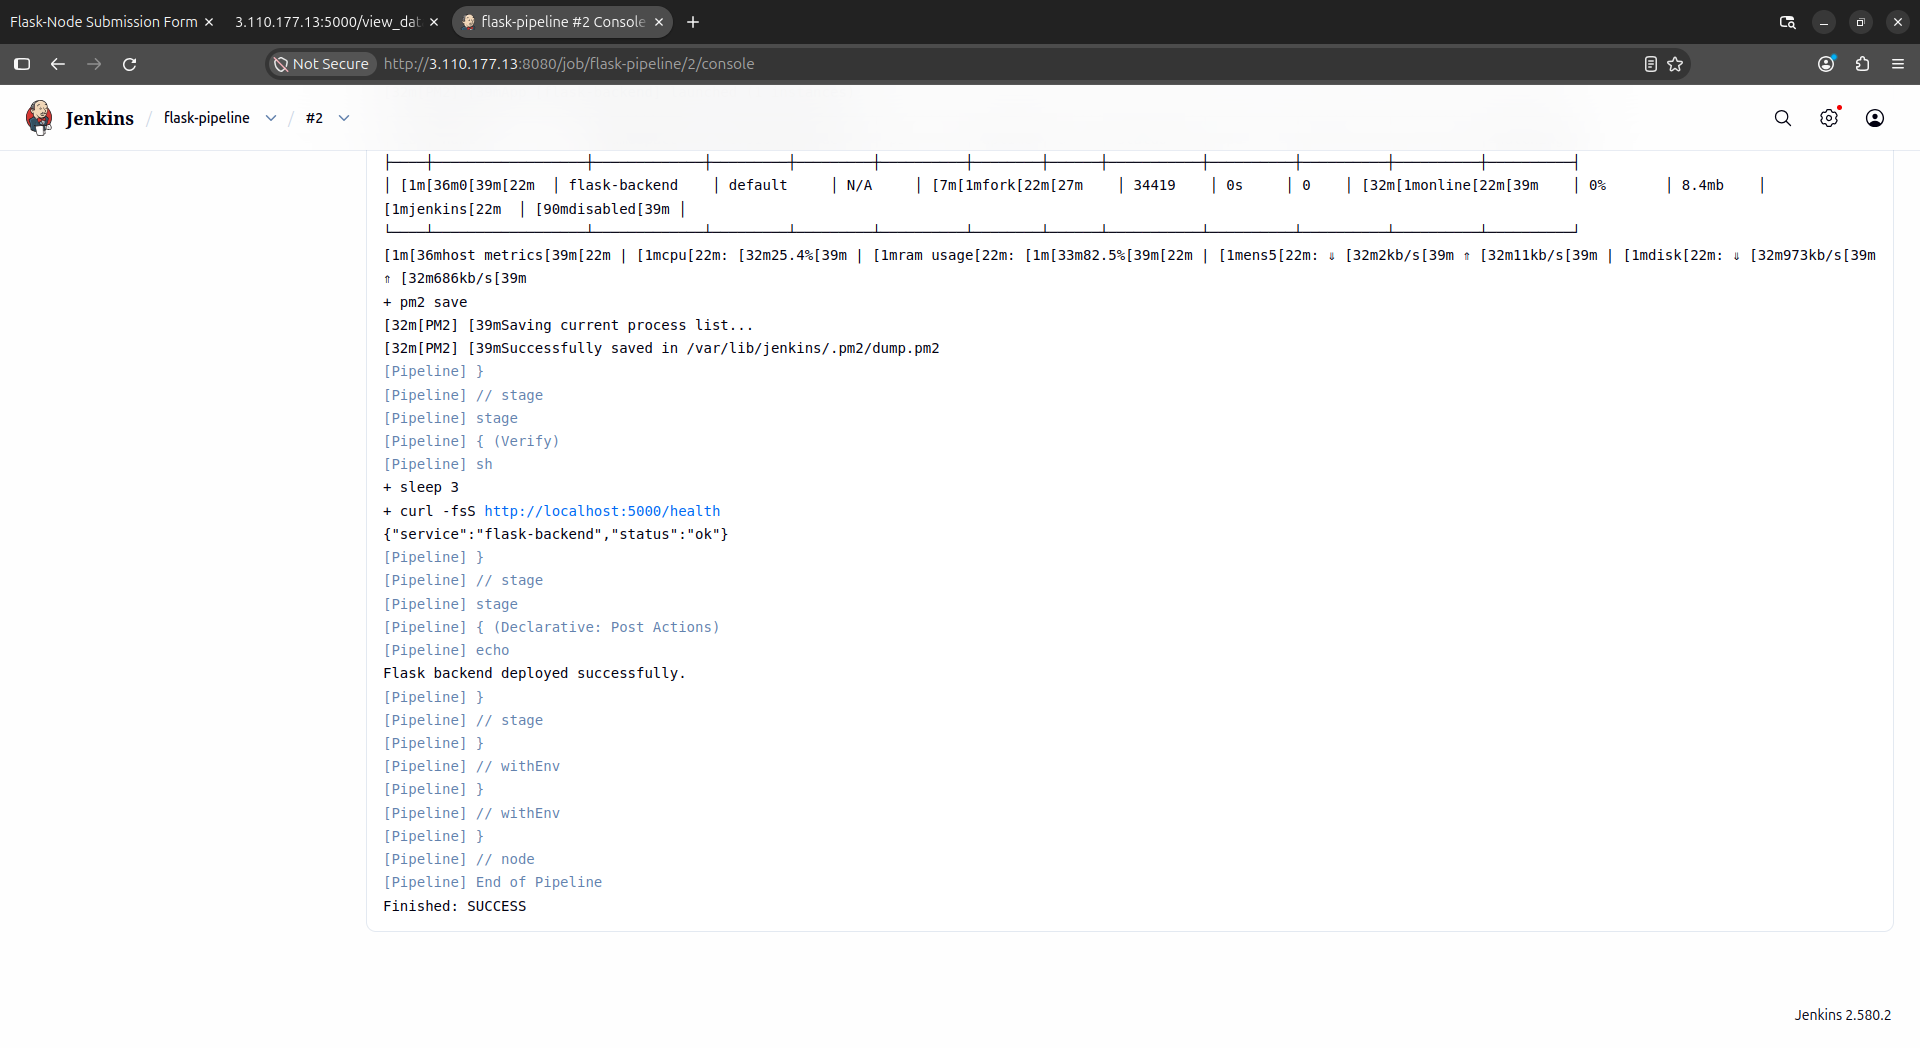 Flask-Node Submission Form
3.110.177.13:5000/view_dat
flask-pipeline #2 Console
Not Secure
http://3.110.177.13:8080/job/flask-pipeline/2/console
Jenkins / flask-pipeline / #2
│ [1m[36m0[39m[22m │ flask-backend │ default │ N/A │ [7m[1mfork[22m[27m │ 34419 │ 0s │ 0 │ [32m[1monline[22m[39m │ 0% │ 8.4mb │
[1mjenkins[22m │ [90mdisabled[39m │
[1m[36mhost metrics[39m[22m | [1mcpu[22m: [32m25.4%[39m | [1mram usage[22m: [1m[33m82.5%[39m[22m | [1mens5[22m: ⇓ [32m2kb/s[39m ⇑ [32m11kb/s[39m | [1mdisk[22m: ⇓ [32m973kb/s[39m
⇑ [32m686kb/s[39m
+ pm2 save
[32m[PM2] [39mSaving current process list...
[32m[PM2] [39mSuccessfully saved in /var/lib/jenkins/.pm2/dump.pm2
[Pipeline] }
[Pipeline] // stage
[Pipeline] stage
[Pipeline] { (Verify)
[Pipeline] sh
+ sleep 3
+ curl -fsS http://localhost:5000/health
{"service":"flask-backend","status":"ok"}
[Pipeline] }
[Pipeline] // stage
[Pipeline] stage
[Pipeline] { (Declarative: Post Actions)
[Pipeline] echo
Flask backend deployed successfully.
[Pipeline] }
[Pipeline] // stage
[Pipeline] }
[Pipeline] // withEnv
[Pipeline] }
[Pipeline] // withEnv
[Pipeline] }
[Pipeline] // node
[Pipeline] End of Pipeline
Finished: SUCCESS
Jenkins 2.580.2